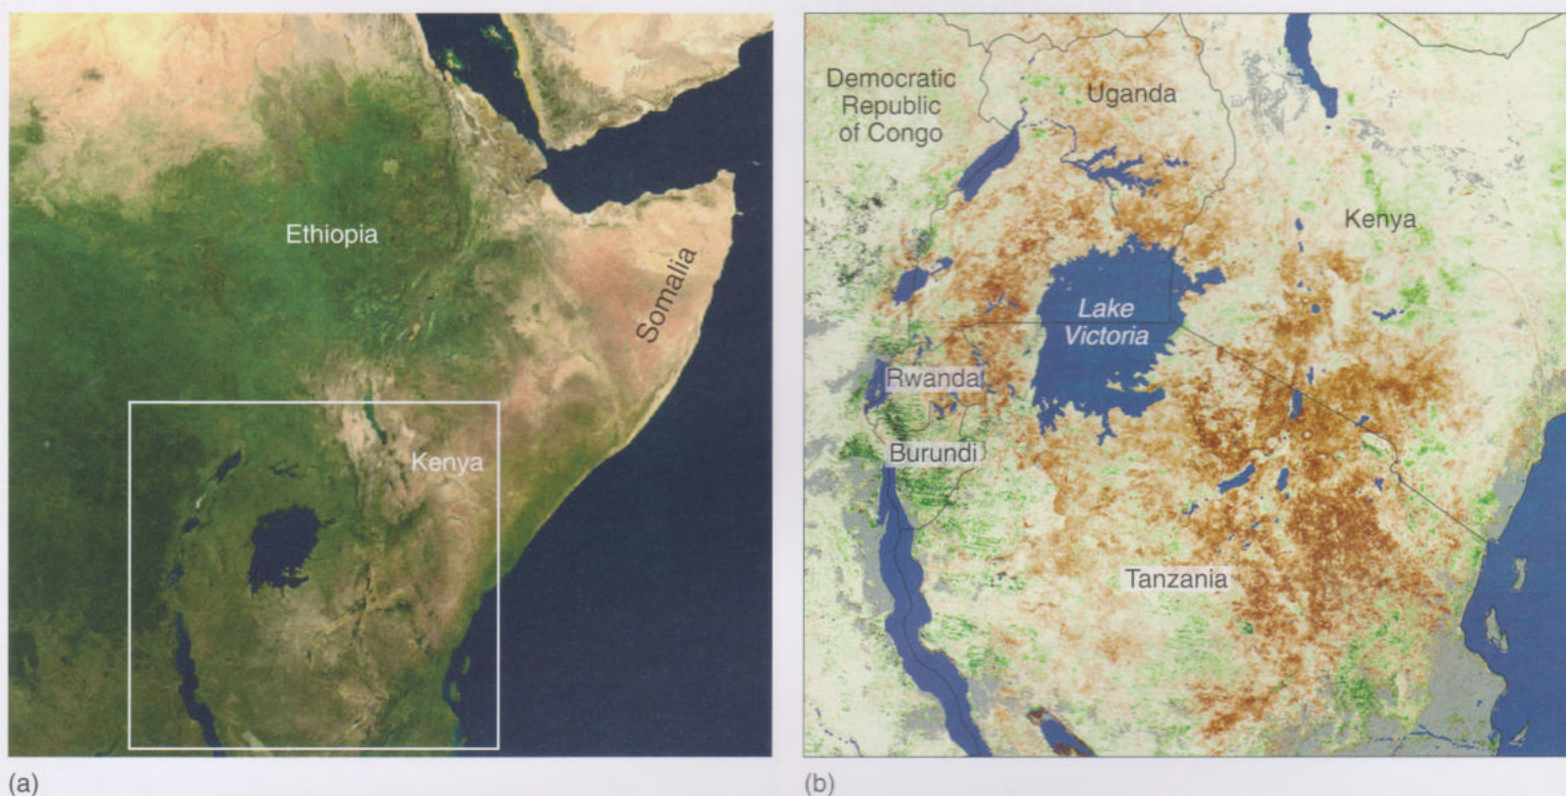 Ethiopia
Somalia
Kenya
(a)
Democratic
Republic
of Congo
Uganda
Kenya
Lake
Victoria
Rwanda
Burundi
Tanzania
(b)